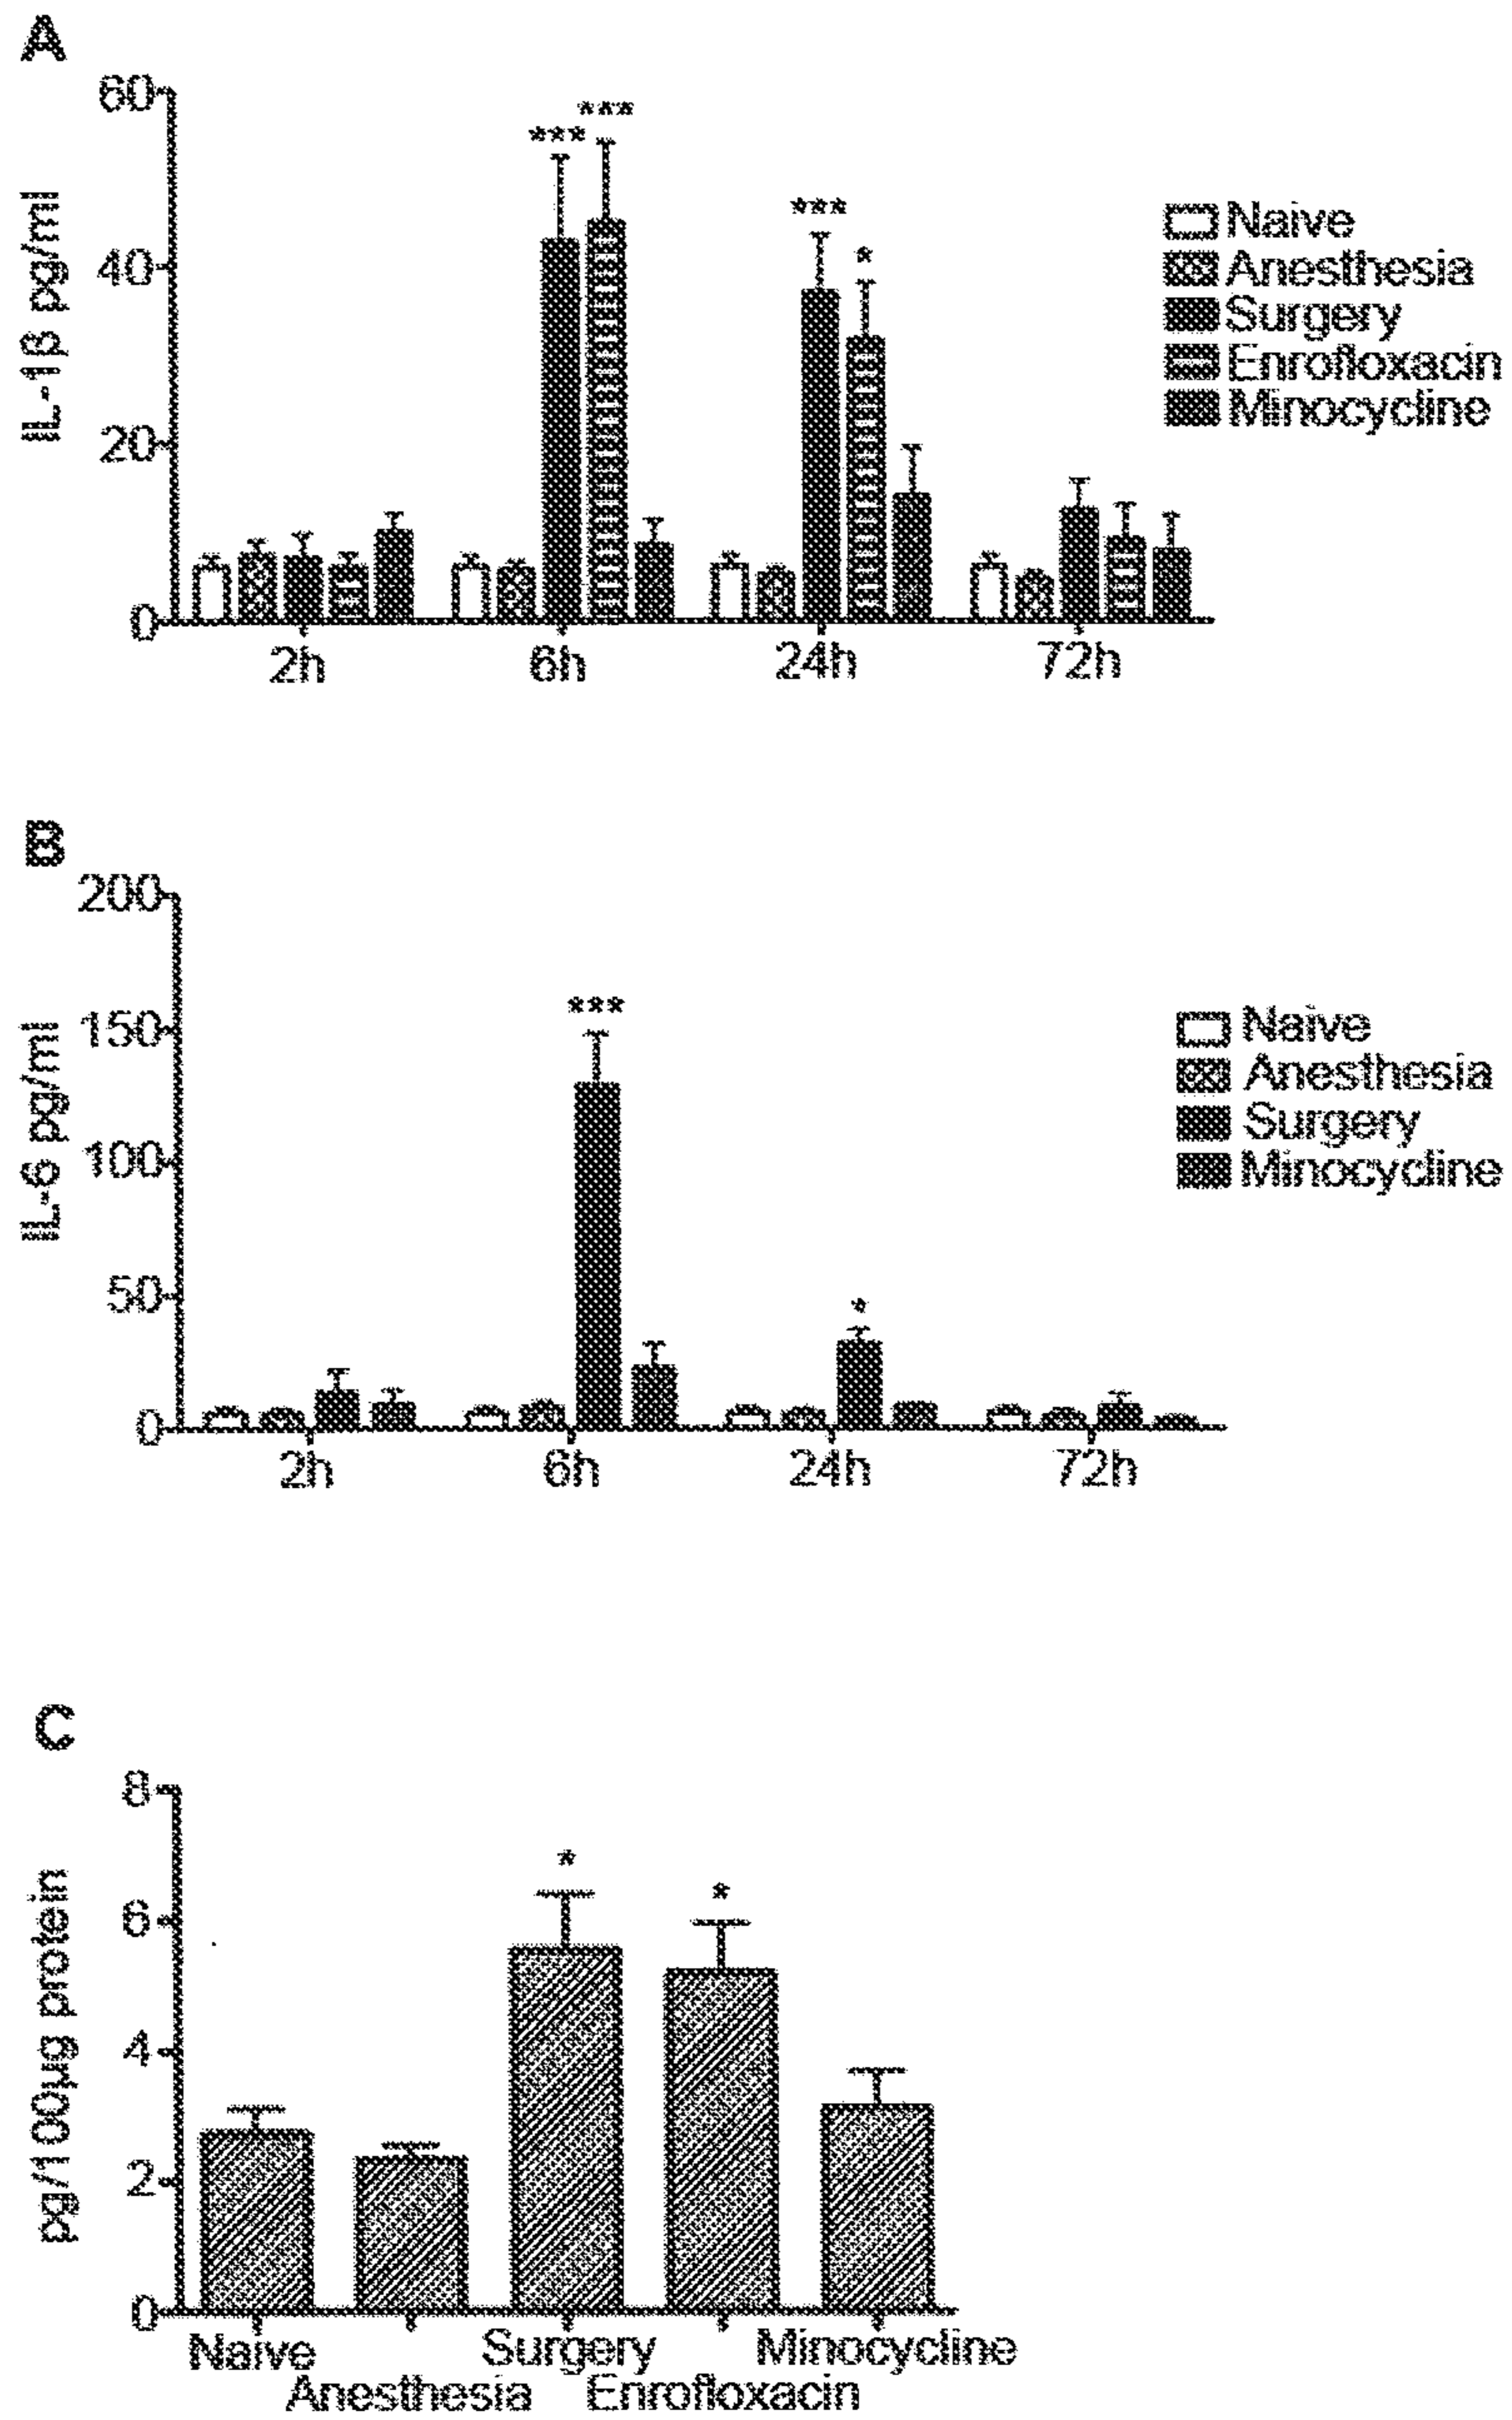 A
60
40
20
0
IL-1β pg/ml
*** ***
*** *
2h 6h 24h 72h
Naive
Anesthesia
Surgery
Enrofloxacin
Minocycline
B
200
150
100
50
0
IL-6 pg/ml
***
*
2h 6h 24h 72h
Naive
Anesthesia
Surgery
Minocycline
C
8
6
4
2
0
pg/100µg protein
* *
Naive Surgery Minocycline
Anesthesia Enrofloxacin